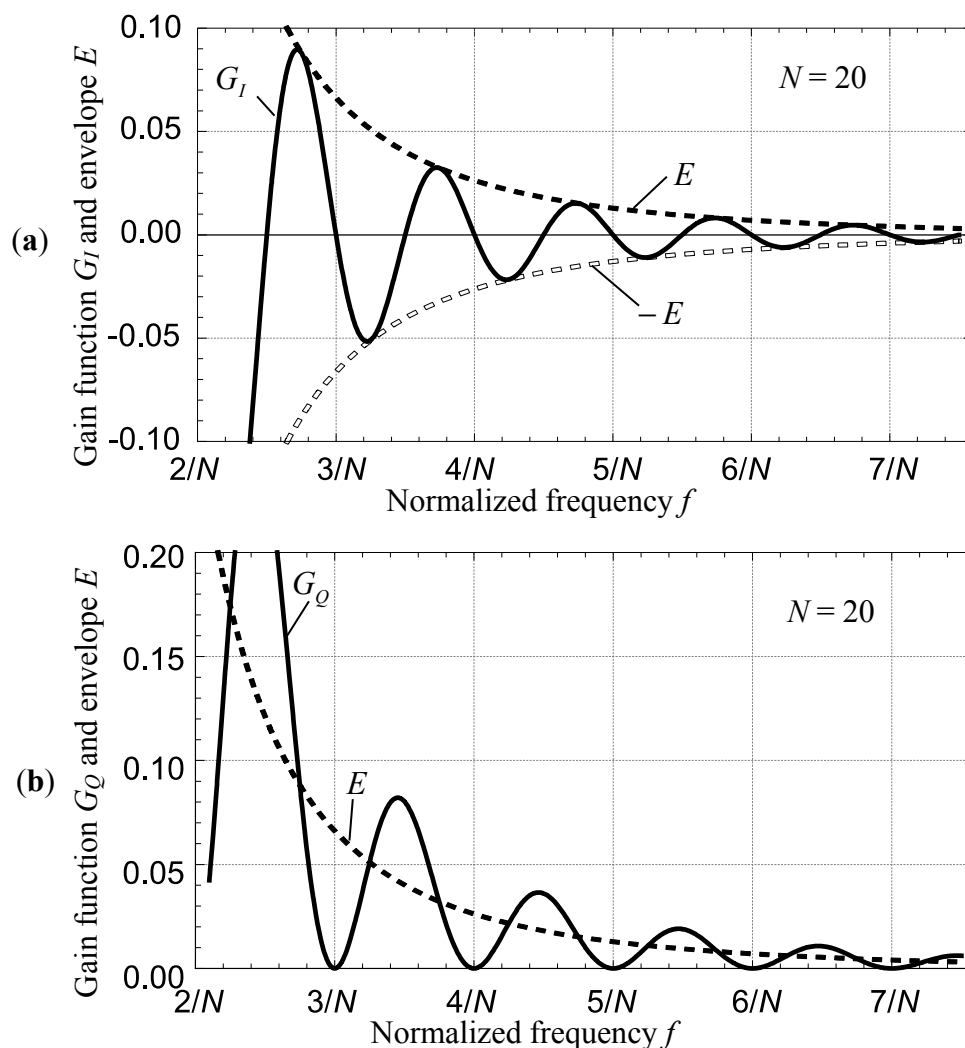 Gain function G_I and envelope E
0.10
0.05
0.00
-0.05
-0.10
G_I
N = 20
E
– E
(a)
2/N 3/N 4/N 5/N 6/N 7/N
Normalized frequency f
Gain function G_Q and envelope E
0.20
0.15
0.10
0.05
0.00
G_Q
N = 20
E
(b)
2/N 3/N 4/N 5/N 6/N 7/N
Normalized frequency f